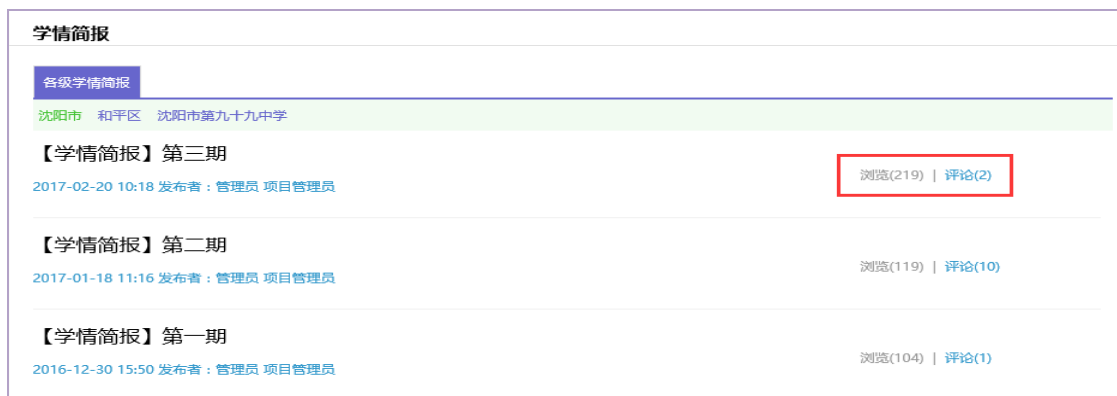 学情简报
各级学情简报
沈阳市 和平区 沈阳市第九十九中学
【学情简报】第三期
浏览(219) | 评论(2)
2017-02-20 10:18 发布者：管理员 项目管理员
【学情简报】第二期
浏览(119) | 评论(10)
2017-01-18 11:16 发布者：管理员 项目管理员
【学情简报】第一期
浏览(104) | 评论(1)
2016-12-30 15:50 发布者：管理员 项目管理员